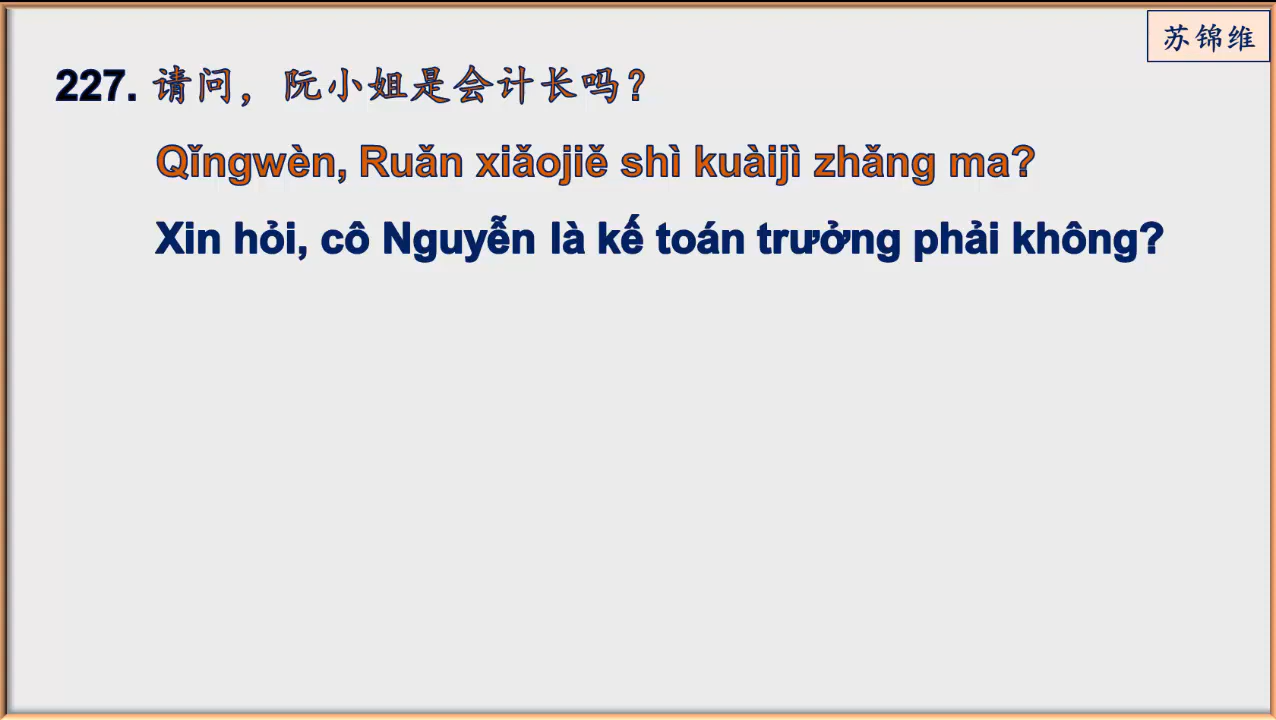 苏锦维
227. 请问，阮小姐是会计长吗？
Qǐngwèn, Ruǎn xiǎojiě shì kuàijì zhǎng ma?
Xin hỏi, cô Nguyễn là kế toán trưởng phải không?